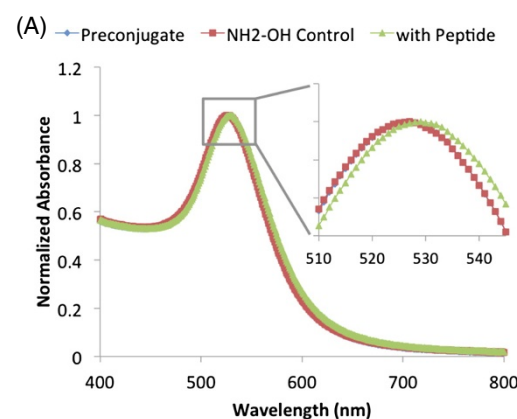 (A) Preconjugate NH2-OH Control with Peptide
1.2
1
0.8
0.6
0.4
0.2
0
Normalized Absorbance
510 520 530 540
400 500 600 700 800
Wavelength (nm)